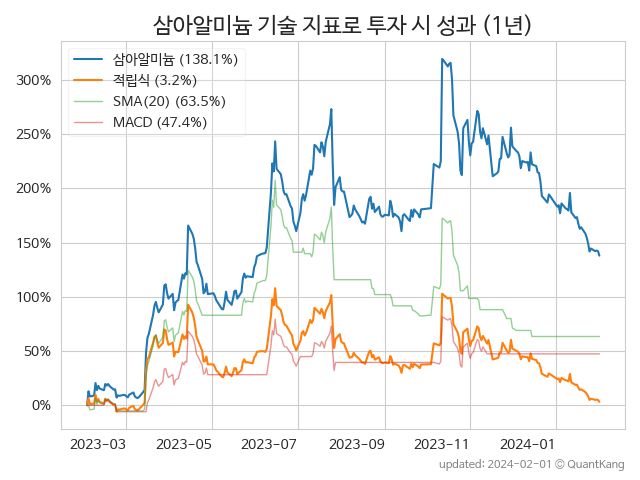 삼아알미늄 기술 지표로 투자 시 성과 (1년)
삼아알미늄 (138.1%)
적립식 (3.2%)
SMA(20) (63.5%)
MACD (47.4%)
300%
250%
200%
150%
100%
50%
0%
2023-03 2023-05 2023-07 2023-09 2023-11 2024-01
updated: 2024-02-01 © QuantKang